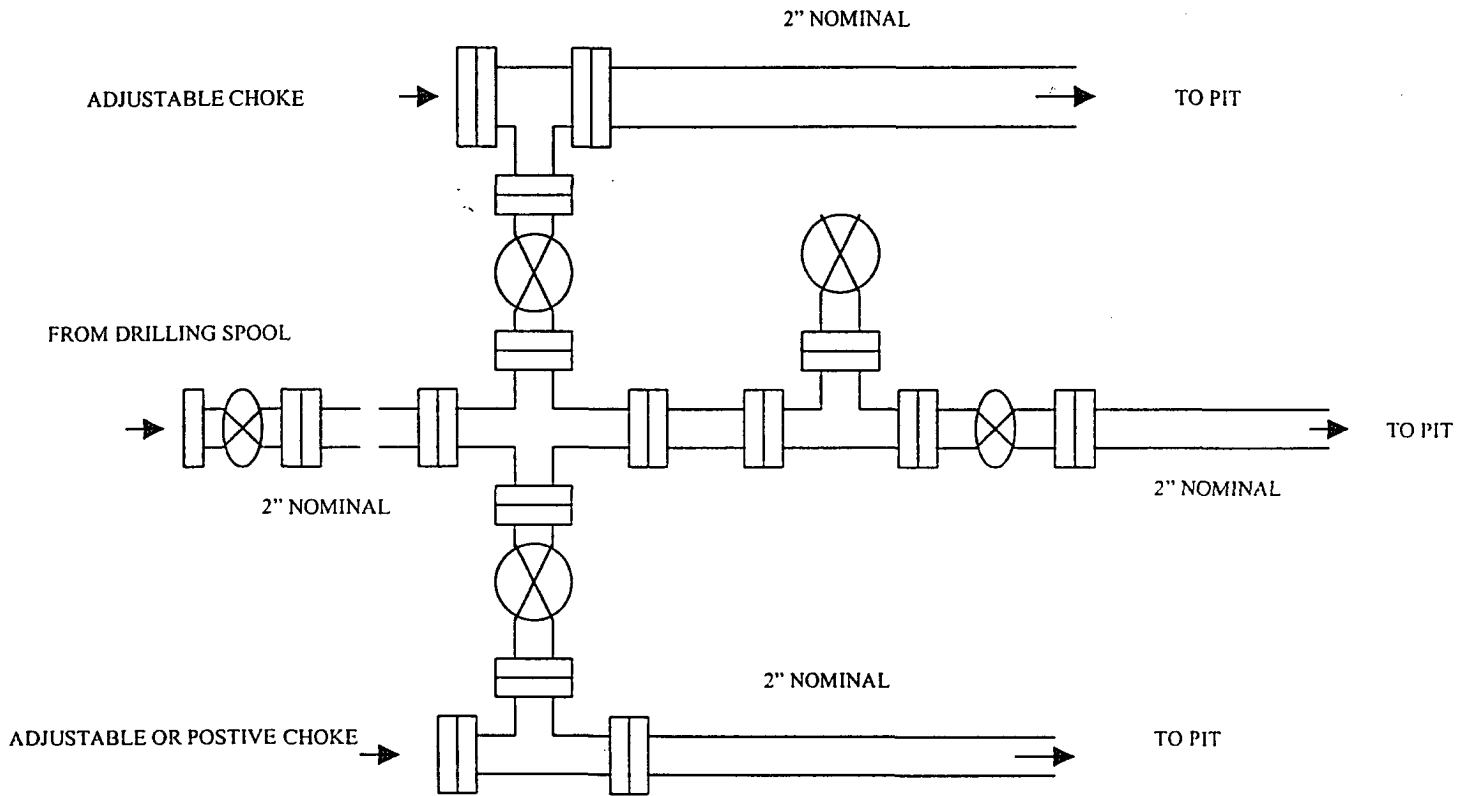 2” NOMINAL
ADJUSTABLE CHOKE
TO PIT
FROM DRILLING SPOOL
TO PIT
2” NOMINAL
2” NOMINAL
2” NOMINAL
ADJUSTABLE OR POSTIVE CHOKE
TO PIT